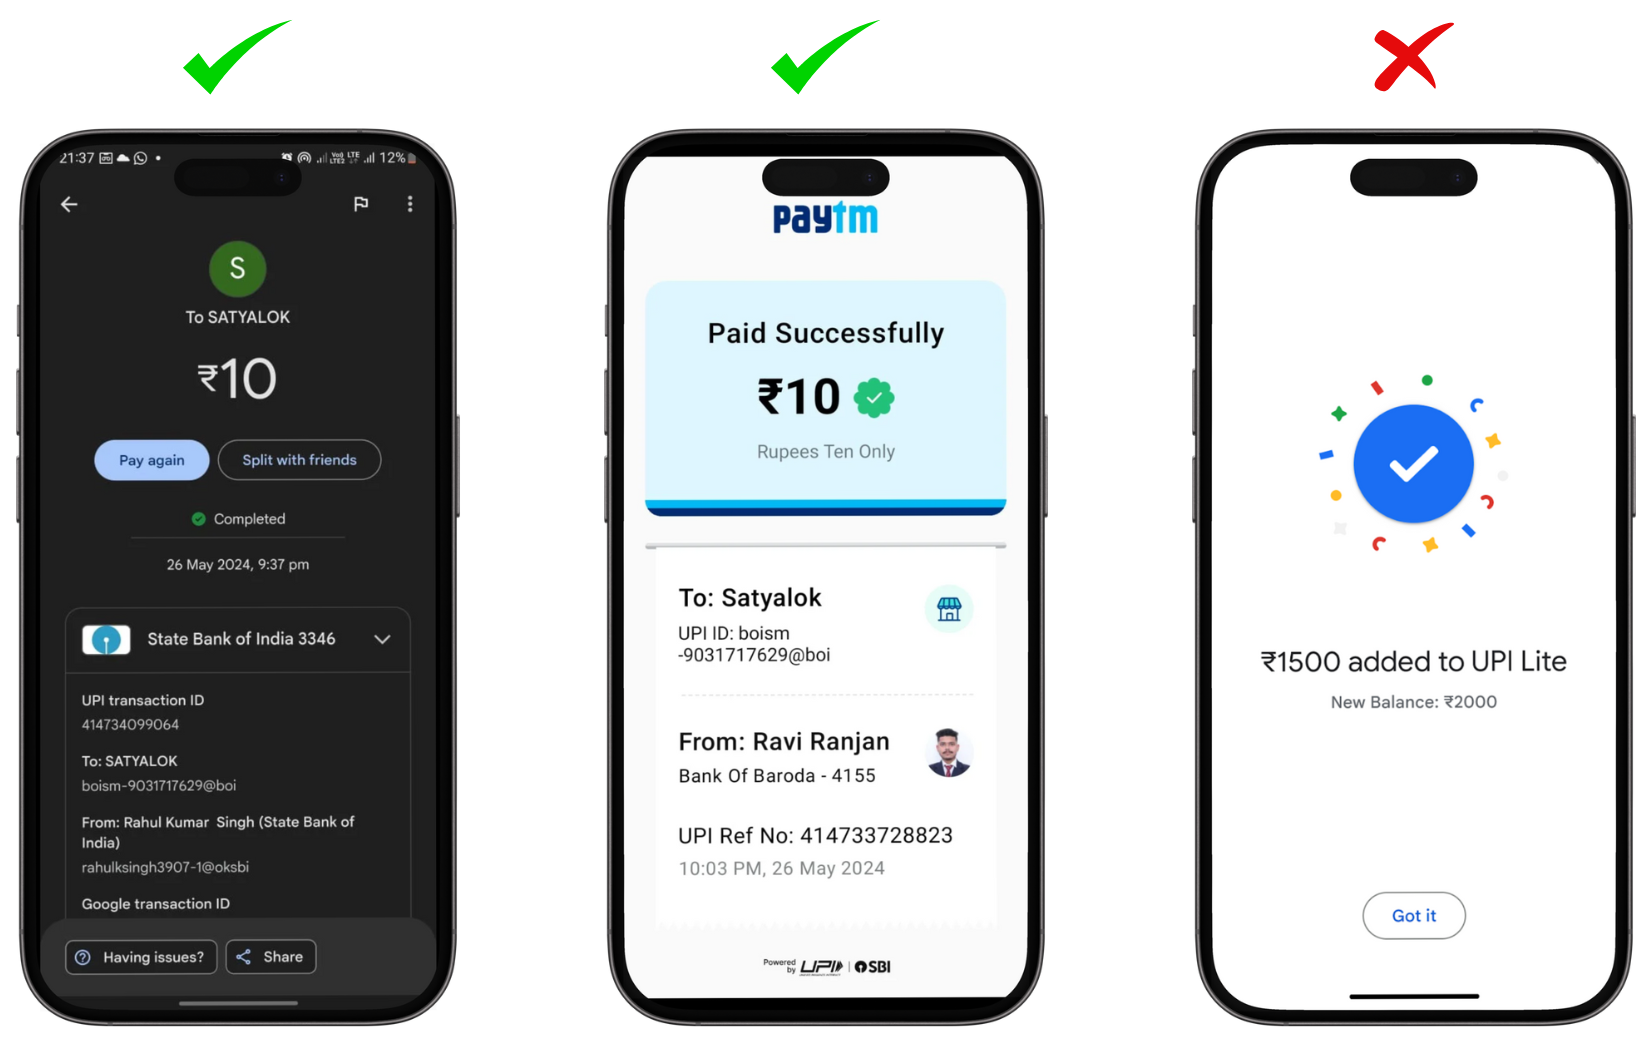 21:37
Vo) LTE
LTE2
12%
S
To SATYALOK
₹10
Pay again
Split with friends
Completed
26 May 2024, 9:37 pm
State Bank of India 3346
UPI transaction ID
414734099064
To: SATYALOK
boism-9031717629@boi
From: Rahul Kumar Singh (State Bank of
India)
rahulksingh3907-1@oksbi
Google transaction ID
Having issues?
Share
paytm
Paid Successfully
₹10
Rupees Ten Only
To: Satyalok
UPI ID: boism
-9031717629@boi
From: Ravi Ranjan
Bank Of Baroda - 4155
UPI Ref No: 414733728823
10:03 PM, 26 May 2024
Powered
by UPI | SBI
₹1500 added to UPI Lite
New Balance: ₹2000
Got it